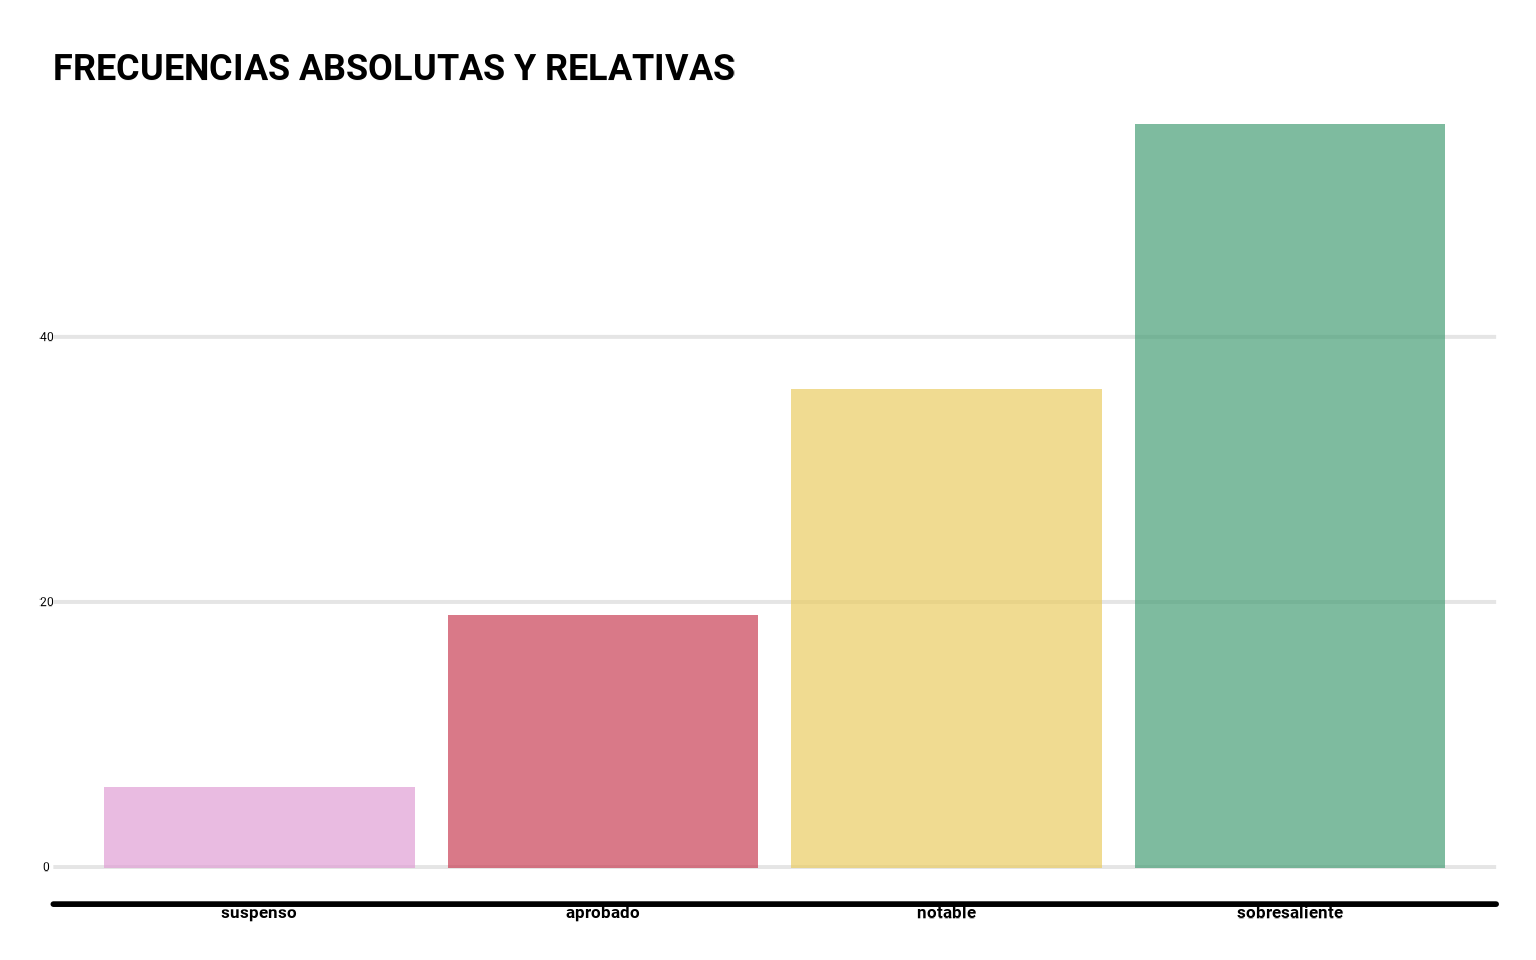 FRECUENCIAS ABSOLUTAS Y RELATIVAS
40
20
0
suspenso aprobado notable sobresaliente